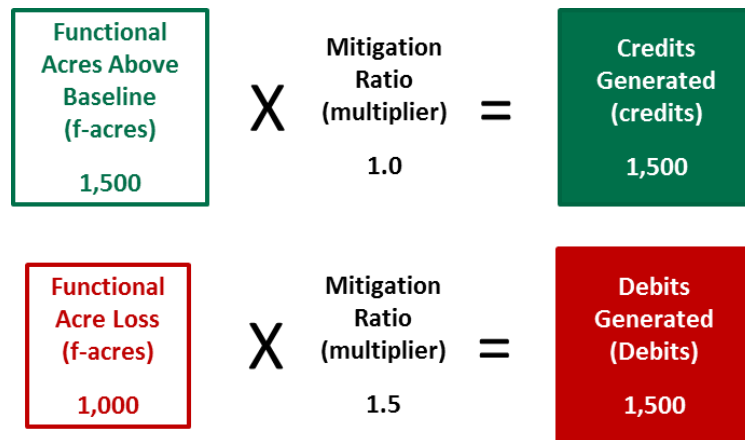 Functional
Acres Above
Baseline
(f-acres)
1,500
X
Mitigation
Ratio
(multiplier)
1.0
=
Credits
Generated
(credits)
1,500
Functional
Acre Loss
(f-acres)
1,000
X
Mitigation
Ratio
(multiplier)
1.5
=
Debits
Generated
(Debits)
1,500